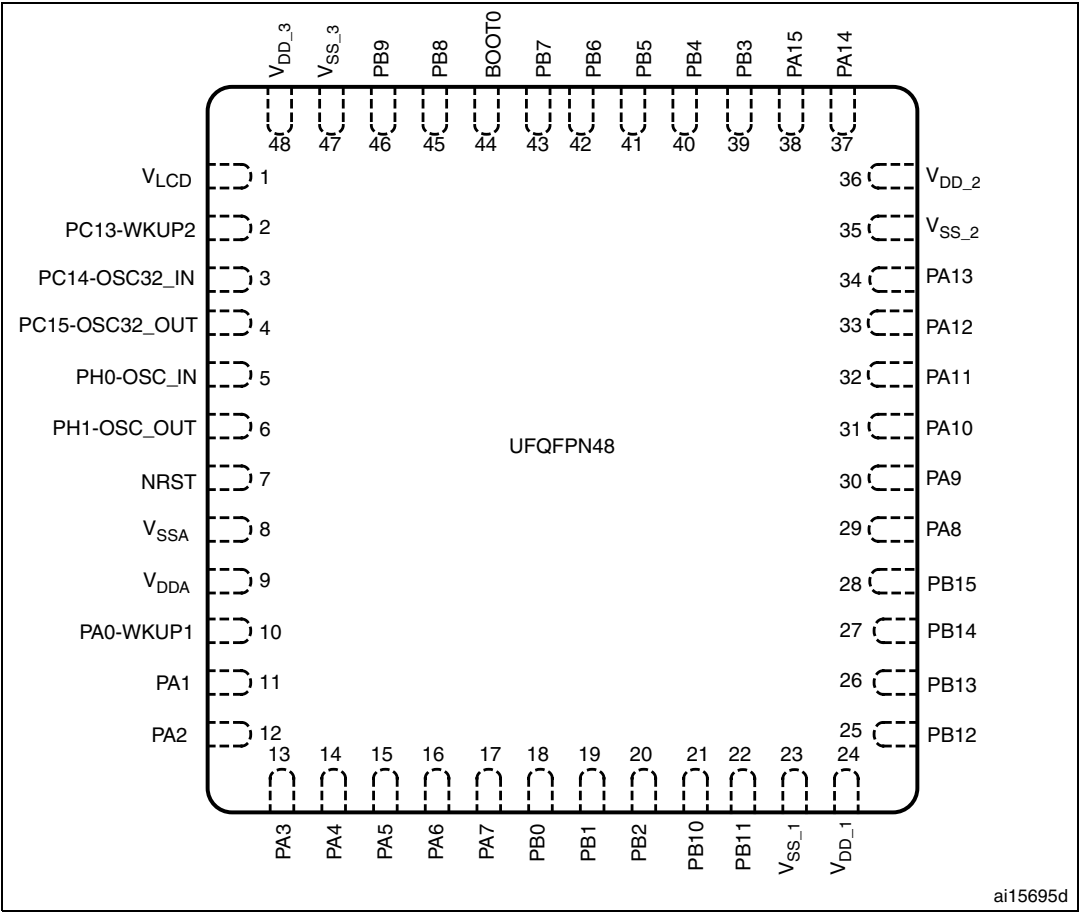 VDD_3 VSS_3 PB9 PB8 BOOT0 PB7 PB6 PB5 PB4 PB3 PA15 PA14
48 47 46 45 44 43 42 41 40 39 38 37
VLCD 1 36 VDD_2
PC13-WKUP2 2 35 VSS_2
PC14-OSC32_IN 3 34 PA13
PC15-OSC32_OUT 4 33 PA12
PH0-OSC_IN 5 32 PA11
PH1-OSC_OUT 6 31 PA10
UFQFPN48
NRST 7 30 PA9
VSSA 8 29 PA8
VDDA 9 28 PB15
PA0-WKUP1 10 27 PB14
PA1 11 26 PB13
PA2 12 25 PB12
13 14 15 16 17 18 19 20 21 22 23 24
PA3 PA4 PA5 PA6 PA7 PB0 PB1 PB2 PB10 PB11 VSS_1 VDD_1
ai15695d